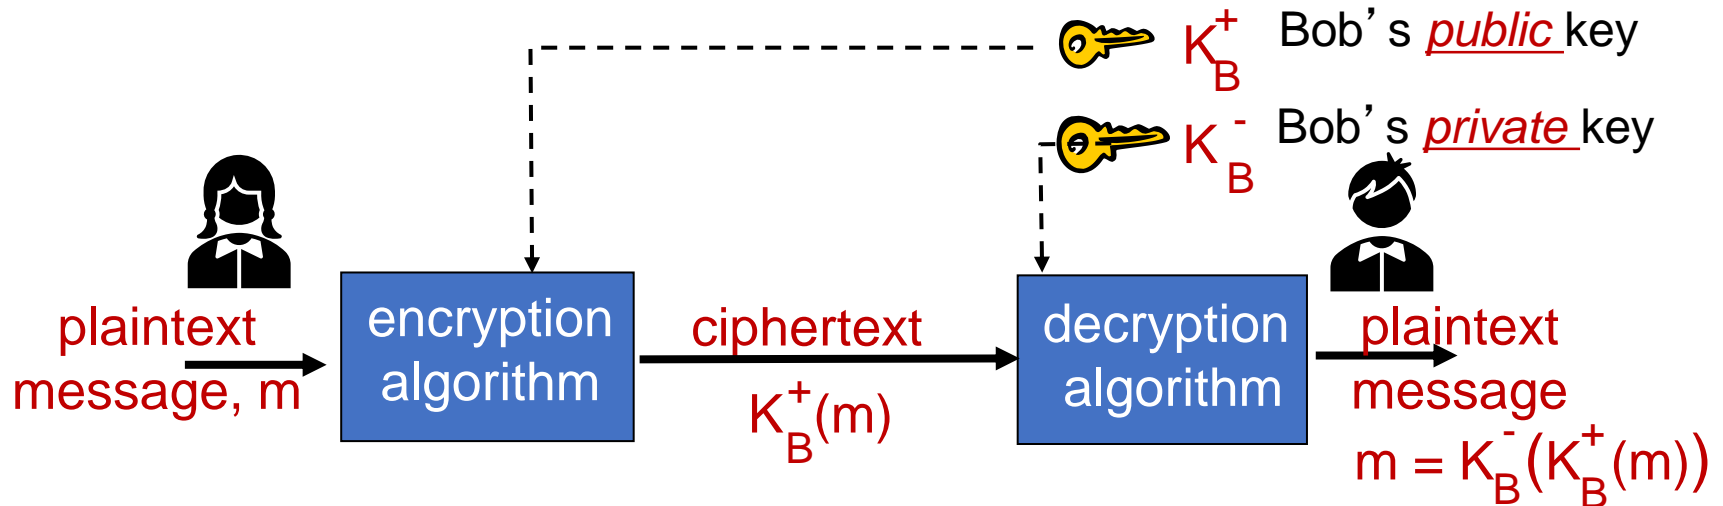 K_B^+ Bob's public key
K_B^- Bob's private key
plaintext
message, m
encryption
algorithm
ciphertext
K_B^+(m)
decryption
algorithm
plaintext
message
m = K_B^-(K_B^+(m))